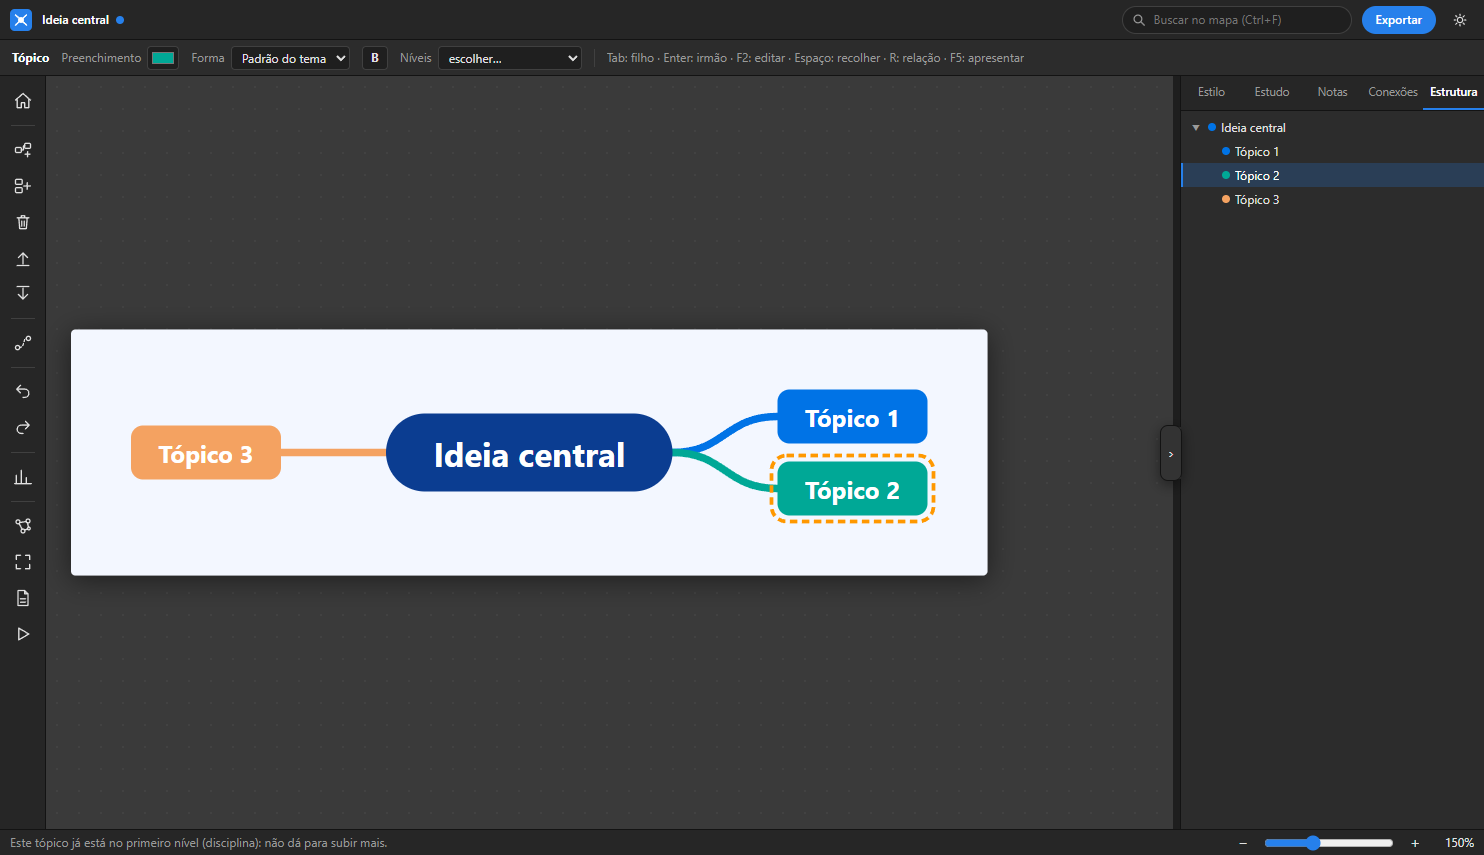 Ideia central
Buscar no mapa (Ctrl+F)
Exportar
Tópico
Preenchimento
Forma
Padrão do tema
B
Níveis
escolher...
Tab: filho · Enter: irmão · F2: editar · Espaço: recolher · R: relação · F5: apresentar
Estilo
Estudo
Notas
Conexões
Estrutura
Ideia central
Tópico 1
Tópico 2
Tópico 3
Tópico 3
Ideia central
Tópico 1
Tópico 2
Este tópico já está no primeiro nível (disciplina): não dá para subir mais.
150%